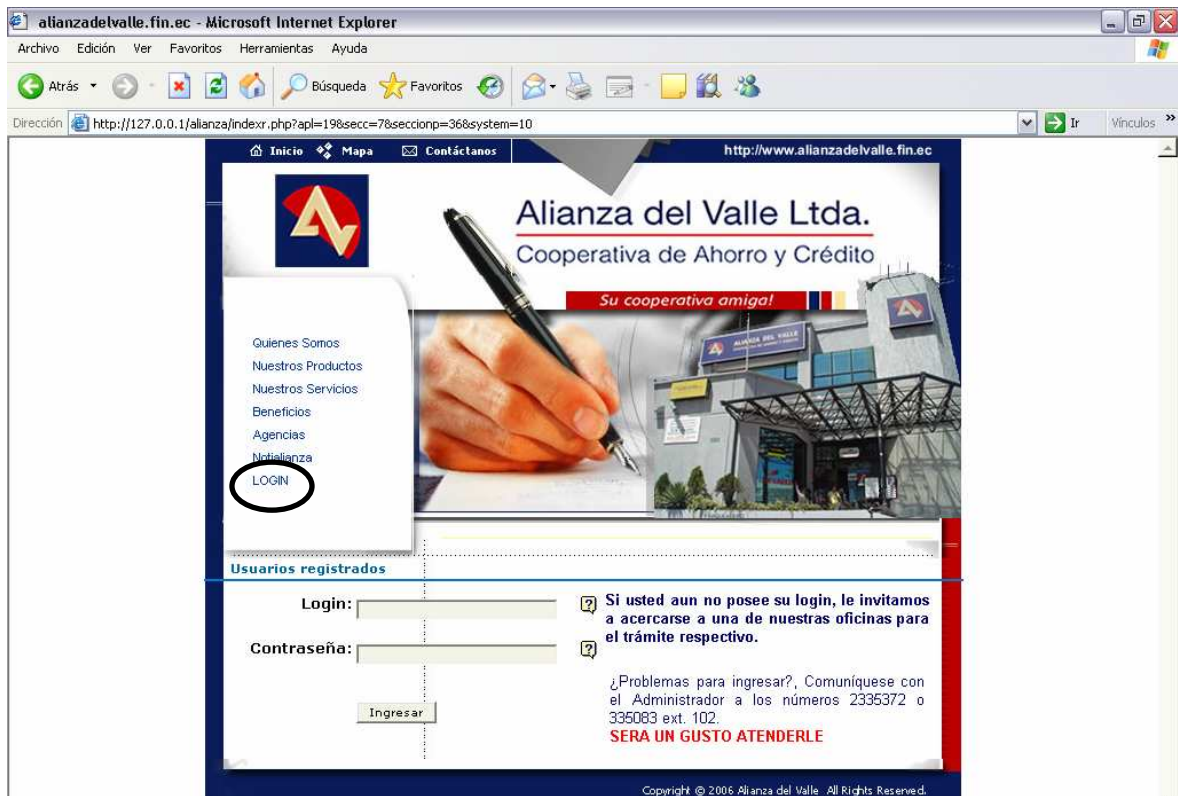 alianzadelvalle.fin.ec - Microsoft Internet Explorer
Archivo Edición Ver Favoritos Herramientas Ayuda
Atrás Búsqueda Favoritos
Dirección http://127.0.0.1/alianza/indexr.php?apl=19&secc=7&seccionp=36&system=10 Ir Vínculos »
Inicio Mapa Contáctanos http://www.alianzadelvalle.fin.ec
Alianza del Valle Ltda.
Cooperativa de Ahorro y Crédito
Su cooperativa amiga!
ALIANZA DEL VALLE
Quienes Somos
Nuestros Productos
Nuestros Servicios
Beneficios
Agencias
Notialianza
LOGIN
Usuarios registrados
Login:
Contraseña:
Ingresar
Si usted aun no posee su login, le invitamos
a acercarse a una de nuestras oficinas para
el trámite respectivo.
¿Problemas para ingresar?, Comuníquese con
el Administrador a los números 2335372 o
335083 ext. 102.
SERA UN GUSTO ATENDERLE
Copyright © 2006 Alianza del Valle All Rights Reserved.